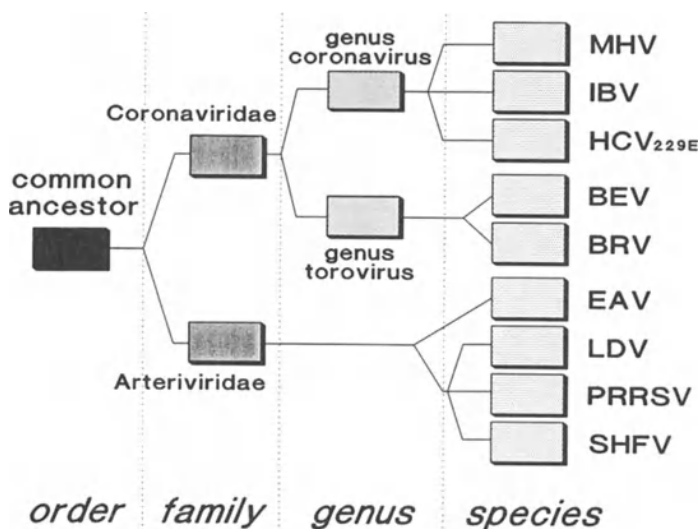 genus
coronavirus
MHV
Coronaviridae
IBV
HCV229E
common
ancestor
BEV
genus
torovirus
BRV
EAV
Arteriviridae
LDV
PRRSV
SHFV
order family genus species